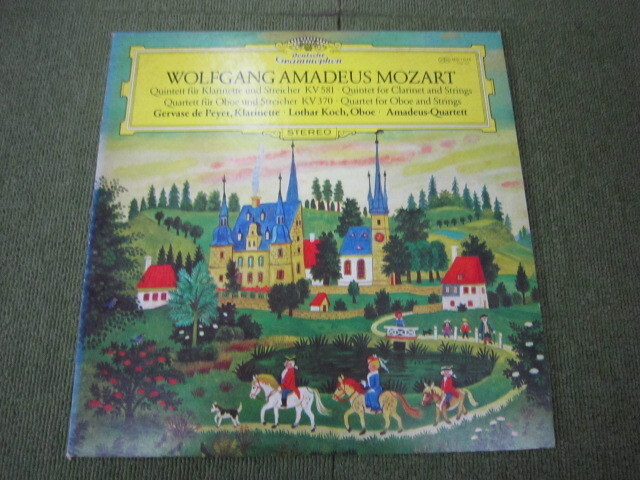 Deutsche
Grammophon
WOLFGANG AMADEUS MOZART
Quintett für Klarinette und Streicher KV 581 · Quintet for Clarinet and Strings
Quartett für Oboe und Streicher KV 370 · Quartet for Oboe and Strings
Gervase de Peyer, Klarinette · Lothar Koch, Oboe · Amadeus-Quartett
STEREO